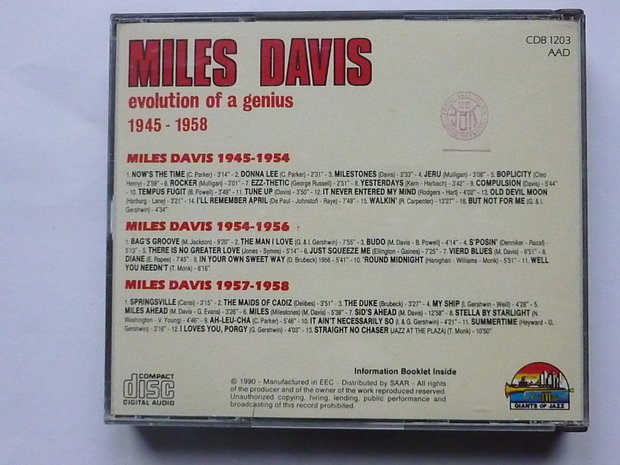 MILES DAVIS
CDB 1203
AAD
evolution of a genius
1945 - 1958
MILES DAVIS 1945-1954
1. NOW'S THE TIME (C. Parker) - 3'14" 2. DONNA LEE (C. Parker) - 2'31" 3. MILESTONES (Davis) - 2'33" 4. JERU (Mulligan) - 3'08" 5. BOPLICITY (Cleo
Henry) - 2'59" 6. ROCKER (Mulligan) - 3'01" 7. EZZ-THETIC (George Russell) - 2'51" 8. YESTERDAYS (Kern - Harbach) - 3'42" 9. COMPULSION (Davis) - 5'44"
10. TEMPUS FUGIT (B. Powell) - 3'49" 11. TUNE UP (Davis) - 3'50" 12. IT NEVER ENTERED MY MIND (Rodgers - Hart) - 4'02" 13. OLD DEVIL MOON
(Harburg - Lane) - 3'21" 14. I'LL REMEMBER APRIL (De Paul - Johnston - Raye) - 7'49" 15. WALKIN' (R. Carpenter) - 13'27" 16. BUT NOT FOR ME (G. & I.
Gershwin) - 4'34"
MILES DAVIS 1954-1956
1. BAG'S GROOVE (M. Jackson) - 9'20" 2. THE MAN I LOVE (G. & I. Gershwin) - 7'55" 3. BUDO (M. Davis - B. Powell) - 4'14" 4. S'POSIN' (Denniker - Razaf) -
5'13" 5. THERE IS NO GREATER LOVE (Jones - Symes) - 5'14" 6. JUST SQUEEZE ME (Ellington - Gaines) - 7'25" 7. VIERD BLUES (M. Davis) - 6'51" 8.
DIANE (E. Rapee) - 7'45" 9. IN YOUR OWN SWEET WAY (D. Brubeck) 1956 - 5'41" 10. 'ROUND MIDNIGHT (Hanighan - Williams - Monk) - 5'51" 11. WELL
YOU NEEDN'T (T. Monk) - 6'16"
MILES DAVIS 1957-1958
1. SPRINGSVILLE (Carisi) - 3'15" 2. THE MAIDS OF CADIZ (Delibes) - 3'51" 3. THE DUKE (Brubeck) - 3'27" 4. MY SHIP (I. Gershwin - Weill) - 4'28" 5.
MILES AHEAD (M. Davis - G. Evans) - 3'26" 6. MILES (Milestones) (M. Davis) - 5'38" 7. SID'S AHEAD (M. Davis) - 12'58" 8. STELLA BY STARLIGHT (N.
Washington - V. Young) - 4'46" 9. AH-LEU-CHA (C. Parker) - 5'46" 10. IT AIN'T NECESSARILY SO (I. & G. Gershwin) - 4'21" 11. SUMMERTIME (Heyward - G.
Gershwin) - 3'16" 12. I LOVES YOU, PORGY (G. Gershwin) - 4'03" 13. STRAIGHT NO CHASER (JAZZ AT THE PLAZA) (T. Monk) - 10'50"
Information Booklet Inside
COMPACT
disc
DIGITAL AUDIO
© 1990 - Manufactured in EEC - Distributed by SAAR - All rights
of the producer and of the owner of the work reproduced reserved.
Unauthorized copying, hiring, lending, public performance and
broadcasting of this record prohibited.
GIANTS OF JAZZ